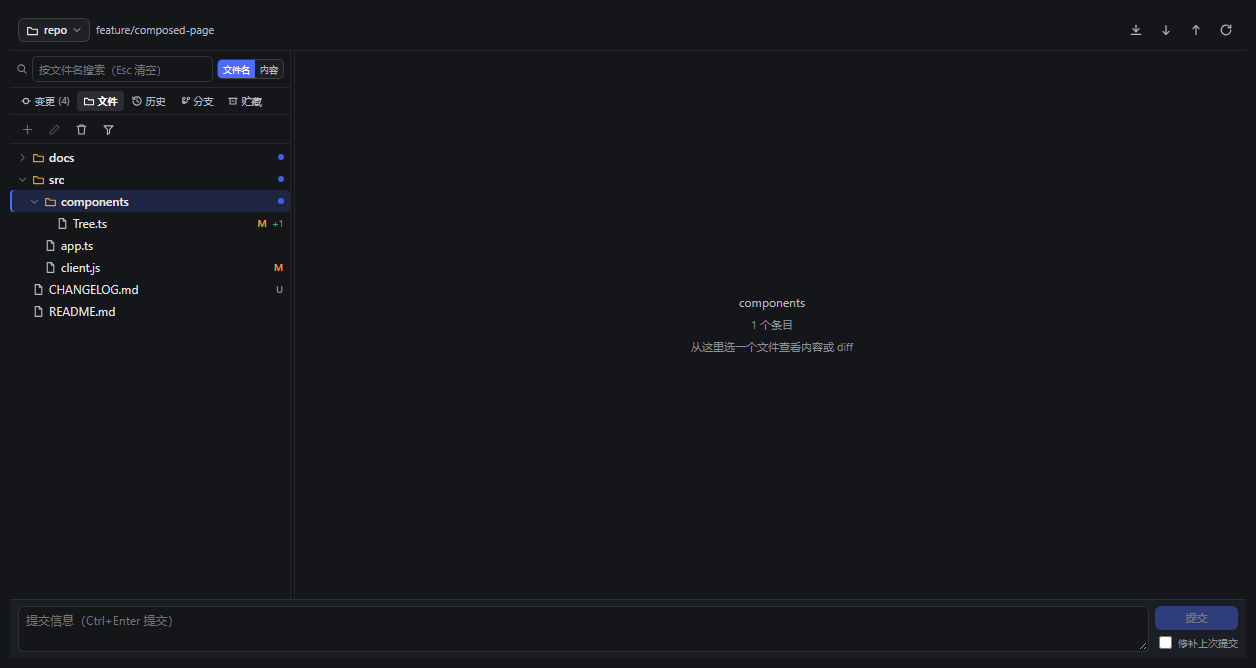 repo feature/composed-page
按文件名搜索（Esc 清空） 文件名 内容
变更 (4) 文件 历史 分支 贮藏
docs
src
components
Tree.ts M +1
app.ts
client.js M
CHANGELOG.md U
README.md
components
1 个条目
从这里选一个文件查看内容或 diff
提交信息（Ctrl+Enter 提交） 提交
修补上次提交